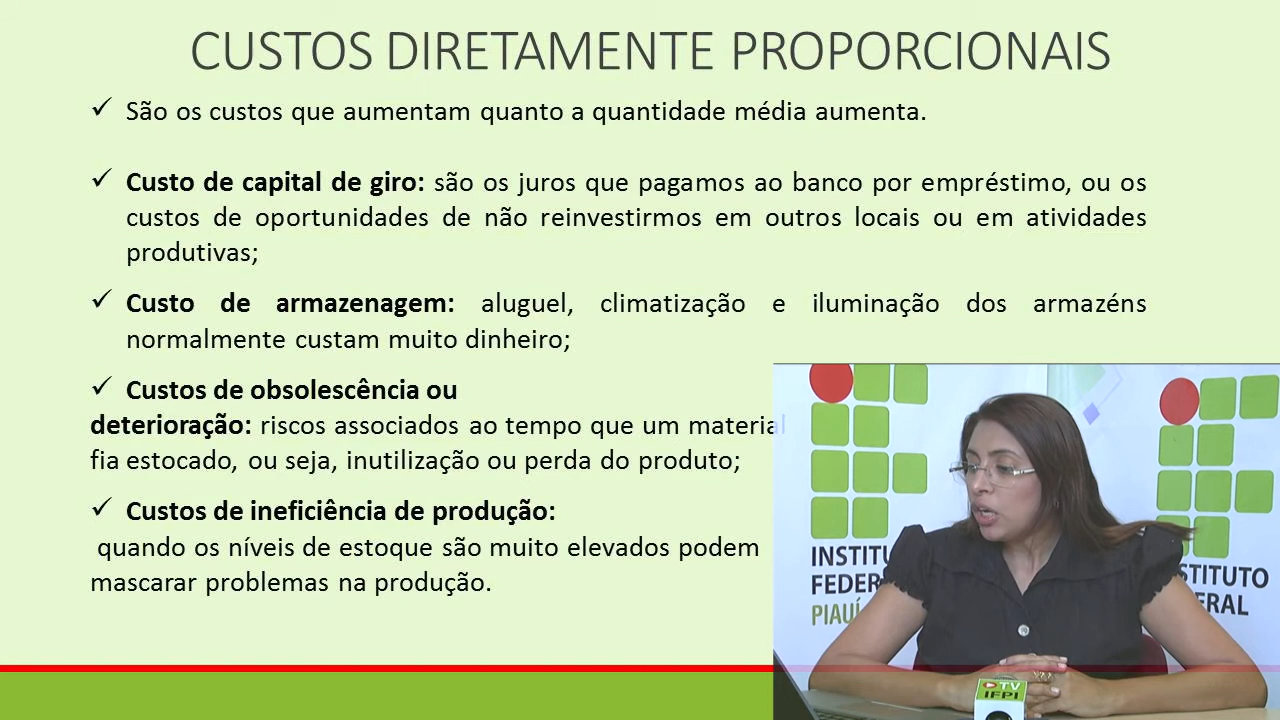 CUSTOS DIRETAMENTE PROPORCIONAIS
✓ São os custos que aumentam quanto a quantidade média aumenta.
✓ Custo de capital de giro: são os juros que pagamos ao banco por empréstimo, ou os
custos de oportunidades de não reinvestirmos em outros locais ou em atividades
produtivas;
✓ Custo de armazenagem: aluguel, climatização e iluminação dos armazéns
normalmente custam muito dinheiro;
✓ Custos de obsolescência ou
deterioração: riscos associados ao tempo que um material
fia estocado, ou seja, inutilização ou perda do produto;
✓ Custos de ineficiência de produção:
quando os níveis de estoque são muito elevados podem
mascarar problemas na produção.
INSTITU
FEDER
PIAUÍ
STITUTO
ERAL
TV
IFPI